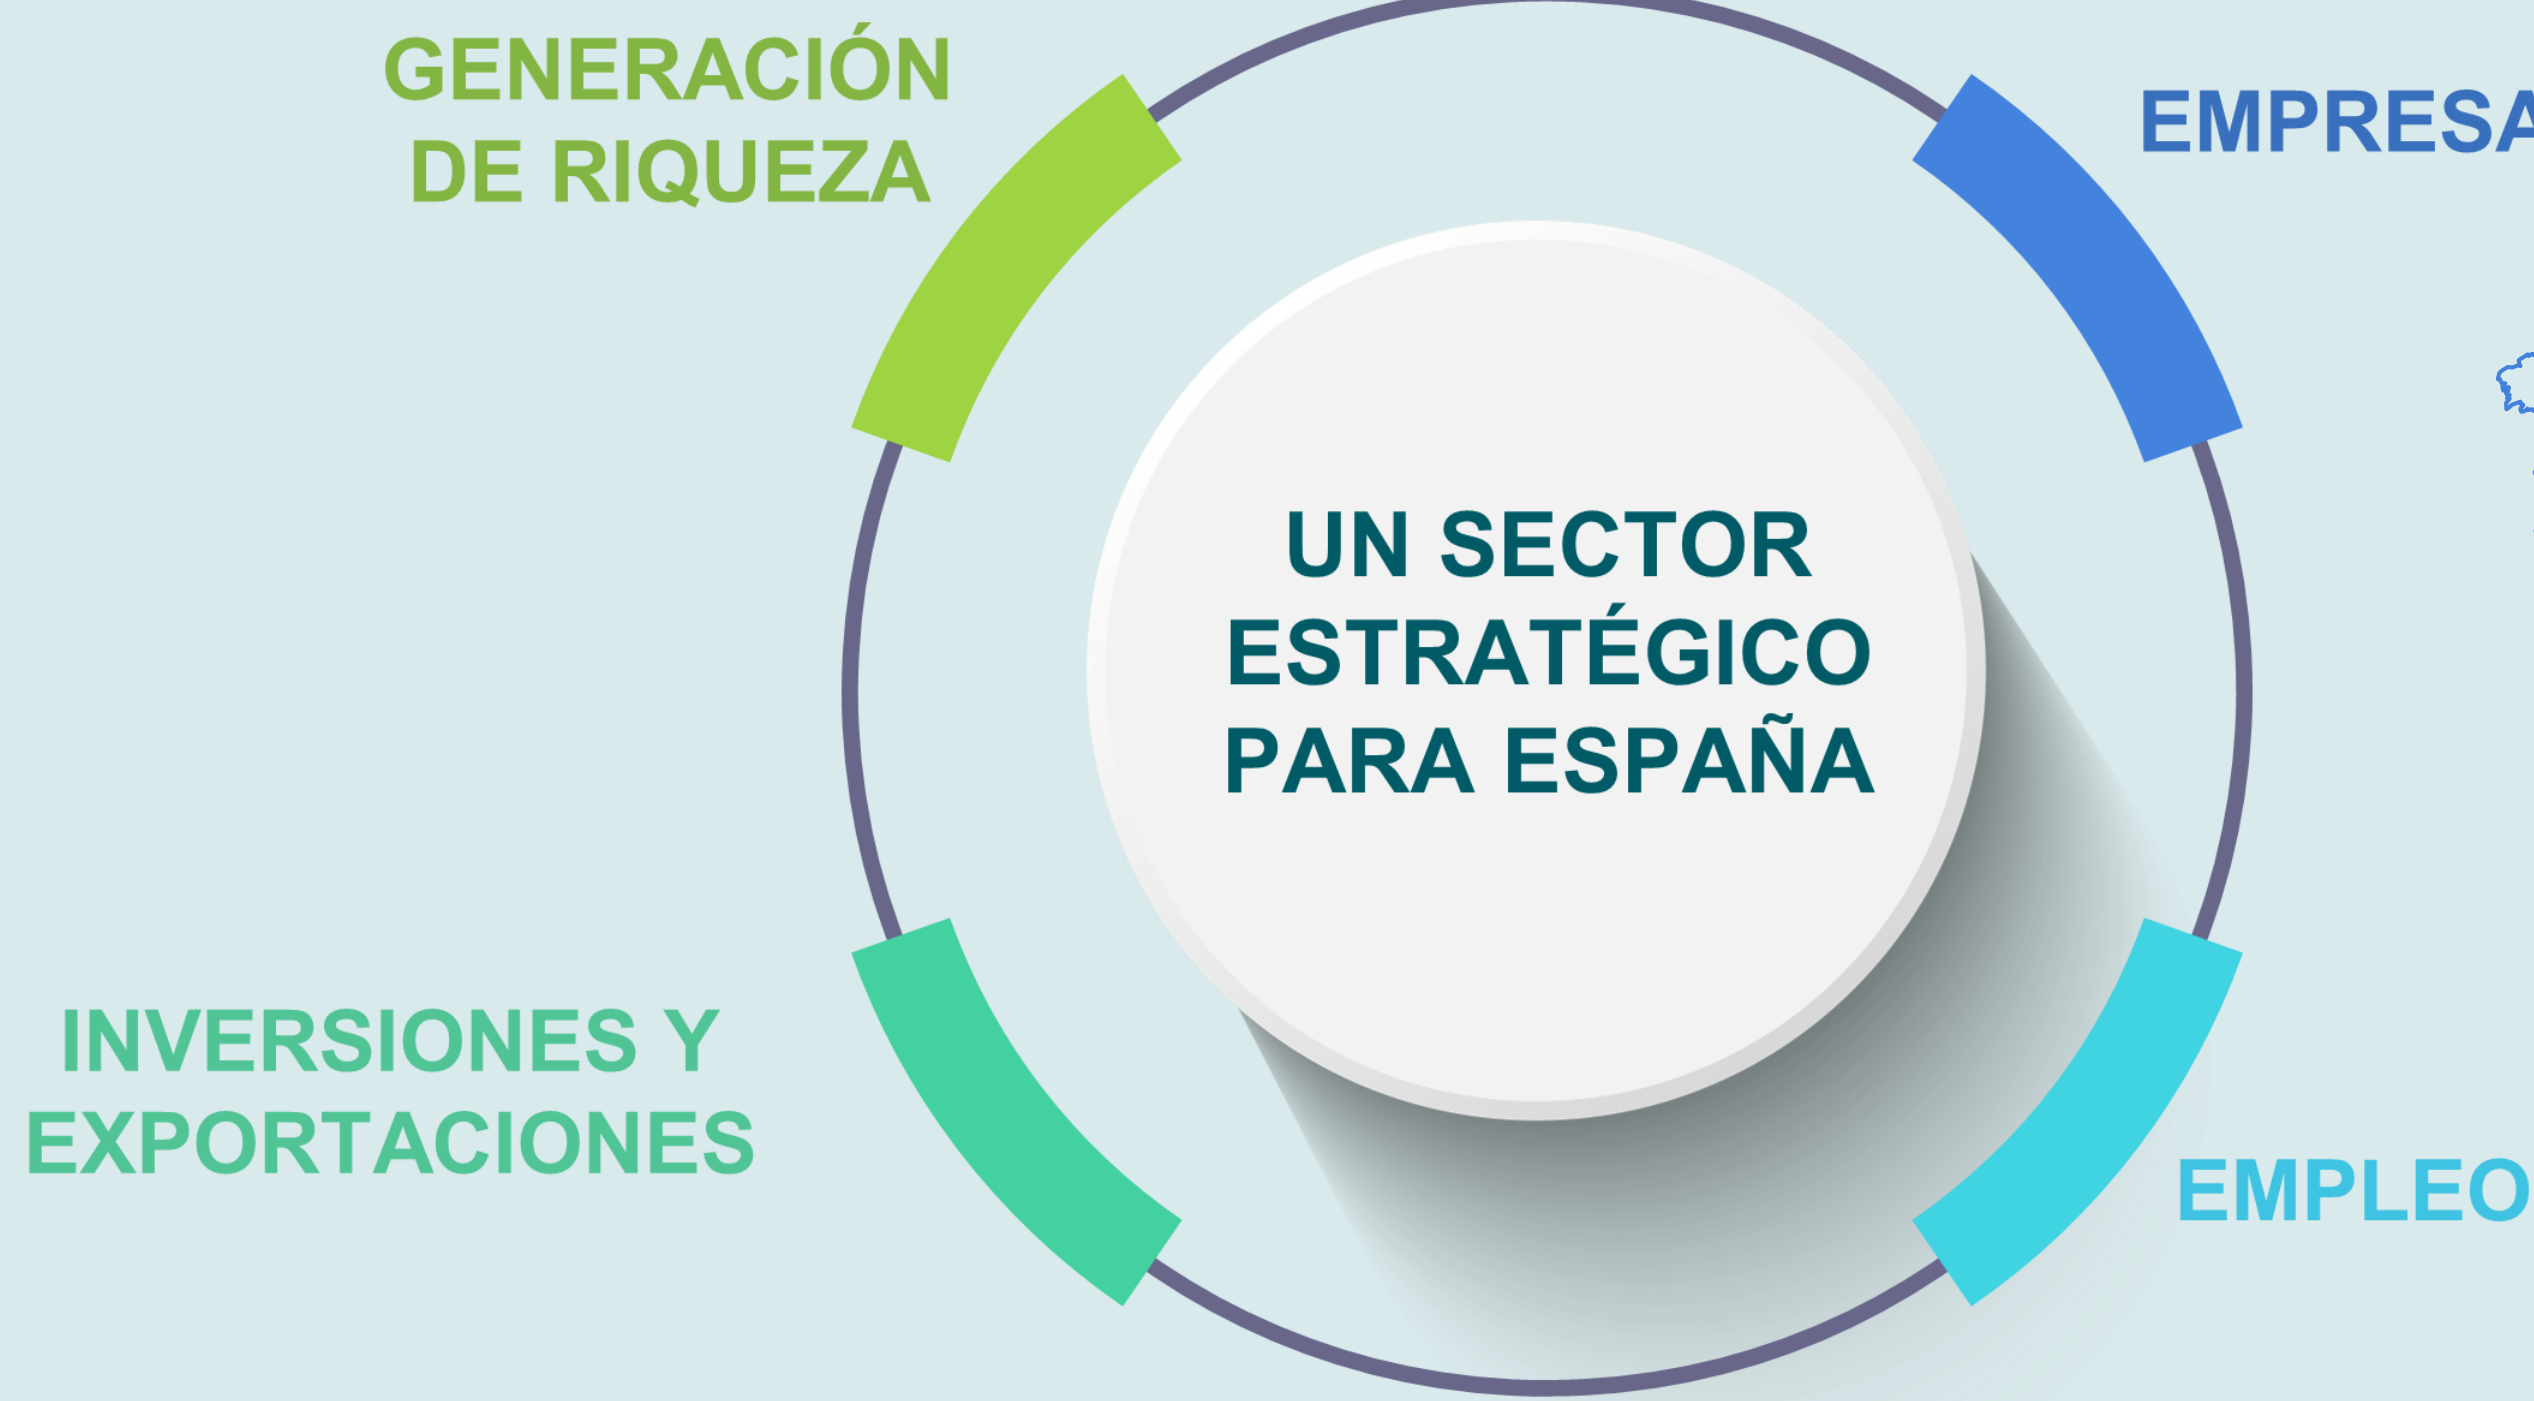 GENERACIÓN
DE RIQUEZA
EMPRESA
UN SECTOR
ESTRATÉGICO
PARA ESPAÑA
INVERSIONES Y
EXPORTACIONES
EMPLEO